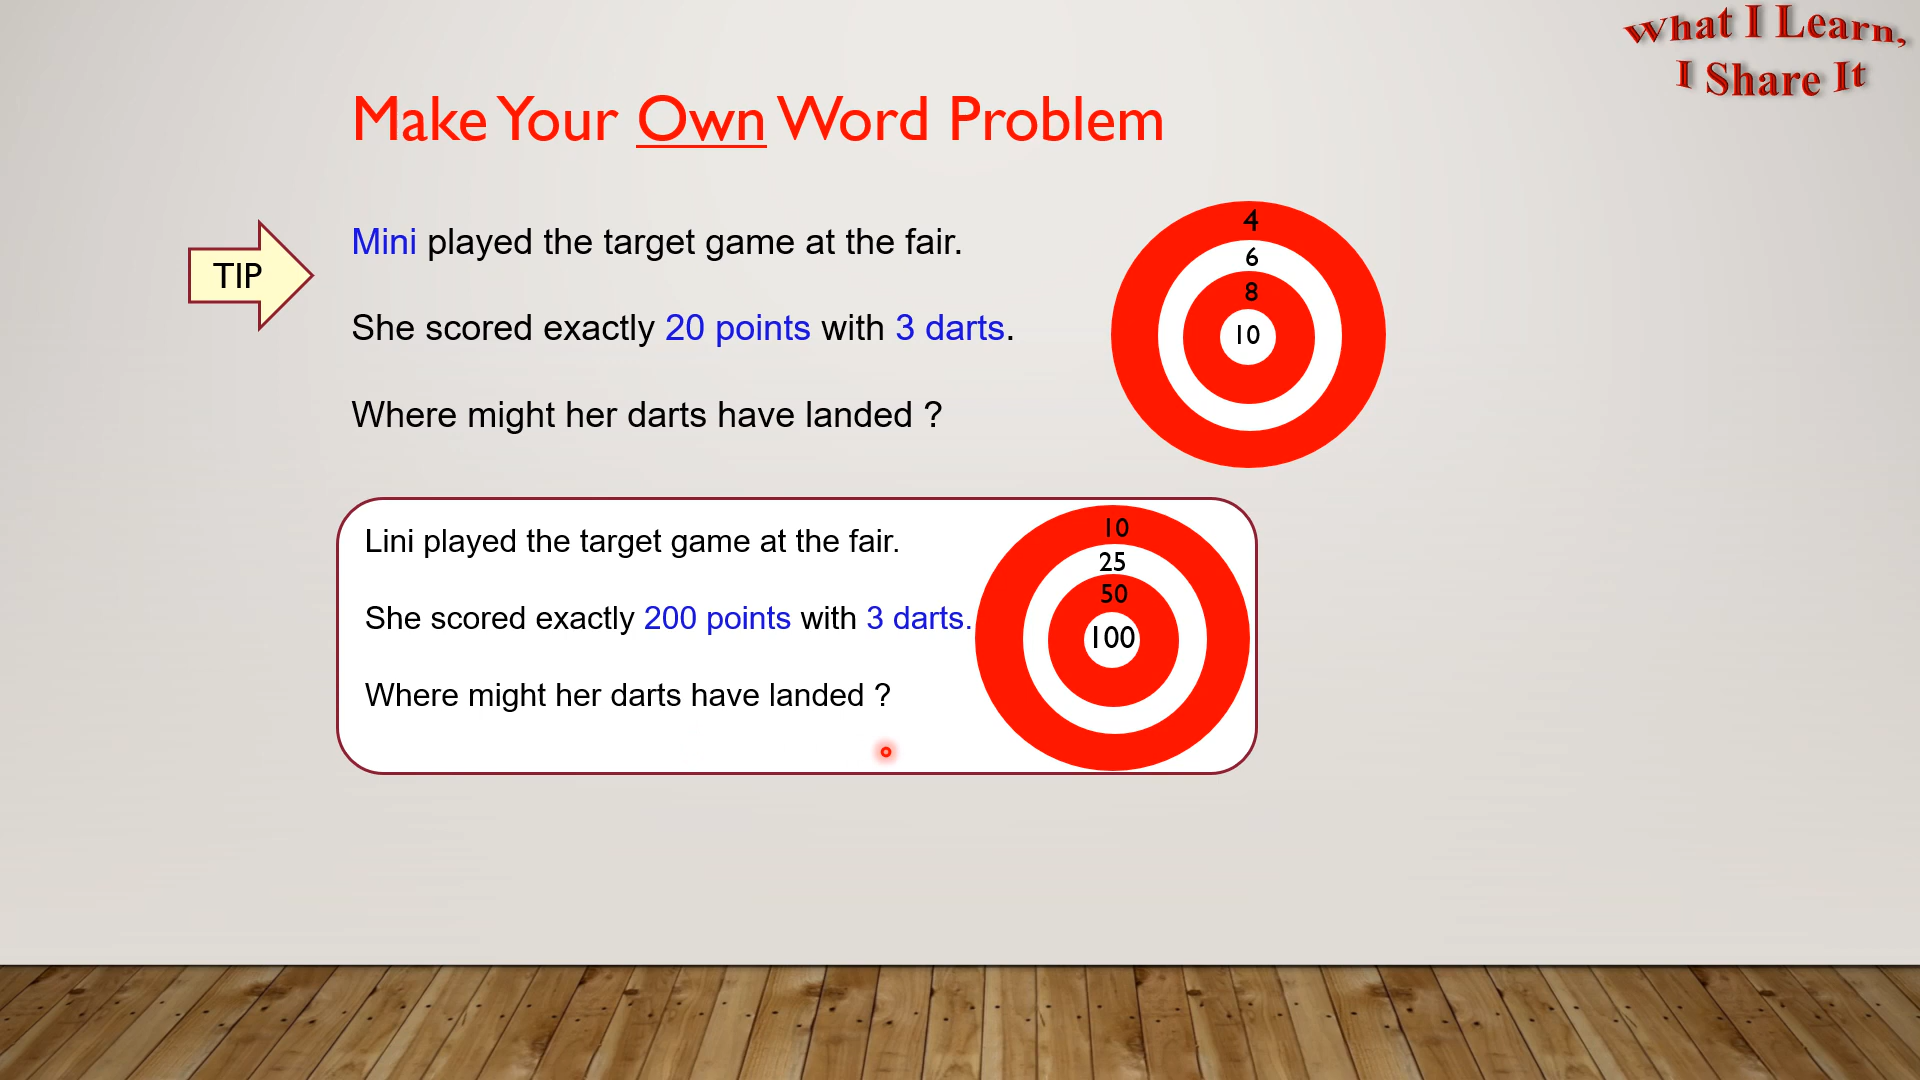 What I Learn,
I Share It
Make Your Own Word Problem
TIP
Mini played the target game at the fair.
She scored exactly 20 points with 3 darts.
Where might her darts have landed ?
4
6
8
10
Lini played the target game at the fair.
She scored exactly 200 points with 3 darts.
Where might her darts have landed ?
10
25
50
100